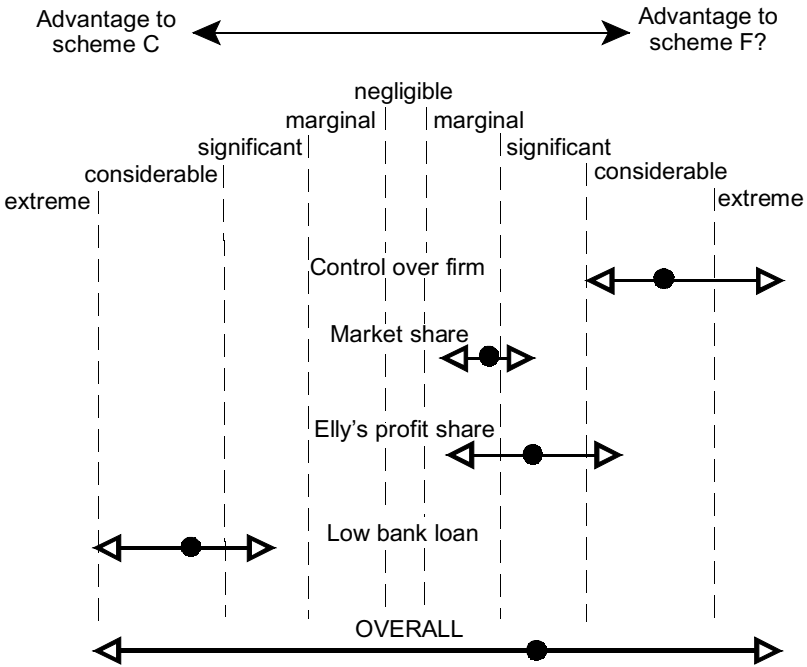 Advantage to
scheme C
Advantage to
scheme F?
negligible
marginal
marginal
significant
significant
considerable
considerable
extreme
extreme
Control over firm
Market share
Elly's profit share
Low bank loan
OVERALL